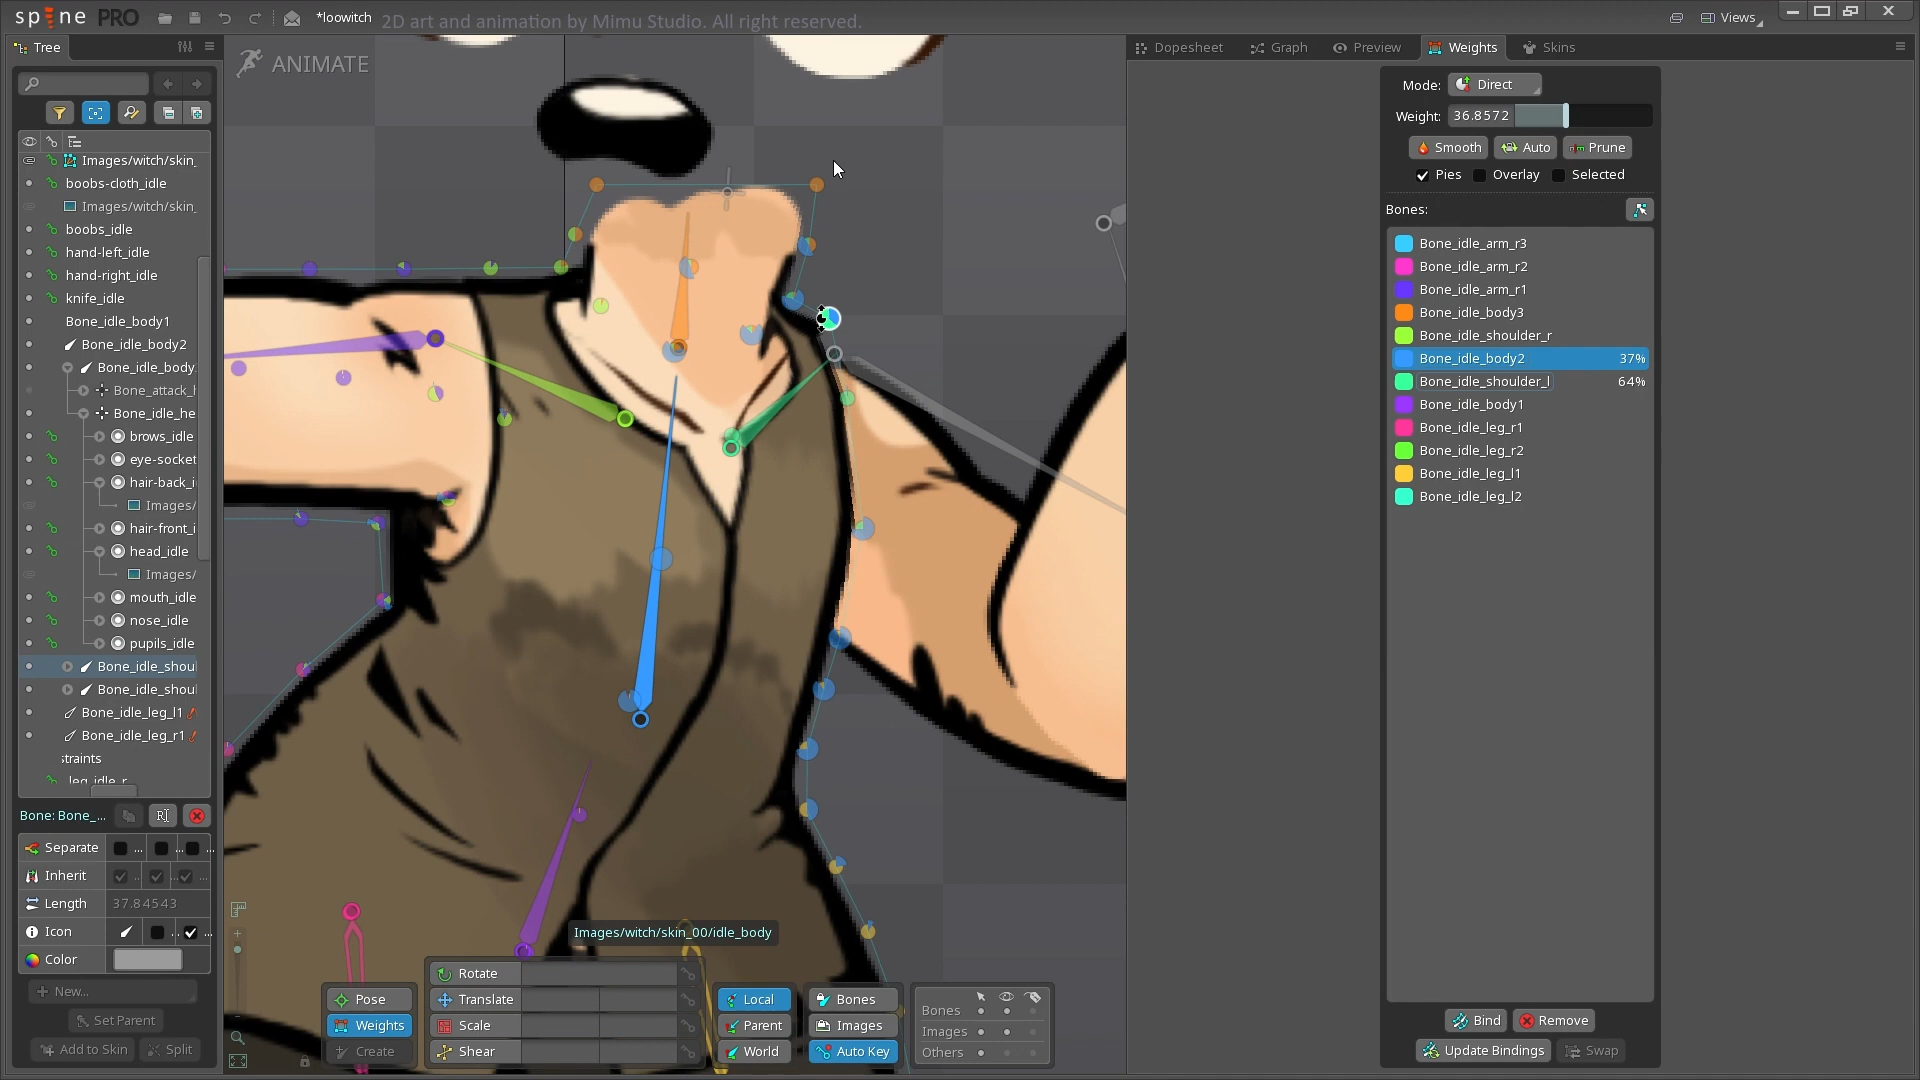 spine PRO
*loowitch
2D art and animation by Mimu Studio. All right reserved.
Views
Tree
ANIMATE
Images/witch/skin_
boobs-cloth_idle
Images/witch/skin_
boobs_idle
hand-left_idle
hand-right_idle
knife_idle
Bone_idle_body1
Bone_idle_body2
Bone_idle_body
Bone_attack_h
Bone_idle_he
brows_idle
eye-socket
hair-back_i
Images/
hair-front_i
head_idle
Images/
mouth_idle
nose_idle
pupils_idle
Bone_idle_shoul
Bone_idle_shoul
Bone_idle_leg_l1
Bone_idle_leg_r1
straints
leg_idle_r
Bone: Bone_...
Separate
Inherit
Length 37.84543
Icon
Color
New...
Set Parent
Add to Skin
Split
Images/witch/skin_00/idle_body
Pose
Weights
Create
Rotate
Translate
Scale
Shear
Local
Parent
World
Bones
Images
Auto Key
Bones
Images
Others
Dopesheet
Graph
Preview
Weights
Skins
Mode: Direct
Weight: 36.8572
Smooth
Auto
Prune
Pies
Overlay
Selected
Bones:
Bone_idle_arm_r3
Bone_idle_arm_r2
Bone_idle_arm_r1
Bone_idle_body3
Bone_idle_shoulder_r
Bone_idle_body2 37%
Bone_idle_shoulder_l 64%
Bone_idle_body1
Bone_idle_leg_r1
Bone_idle_leg_r2
Bone_idle_leg_l1
Bone_idle_leg_l2
Bind
Remove
Update Bindings
Swap